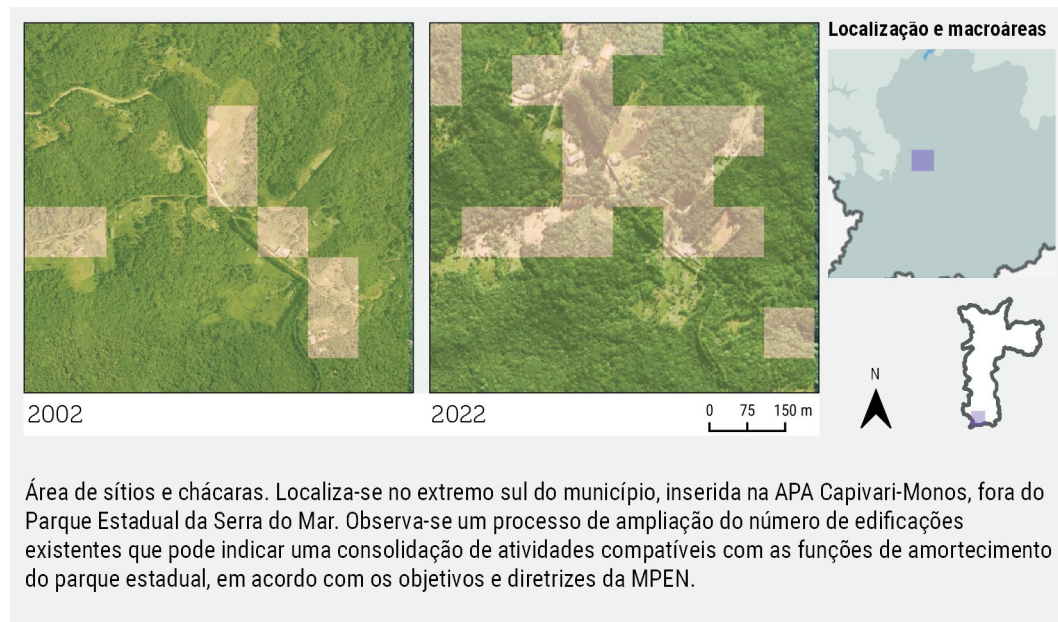 Localização e macroáreas
2002
2022
0 75 150 m
N
Área de sítios e chácaras. Localiza-se no extremo sul do município, inserida na APA Capivari-Monos, fora do
Parque Estadual da Serra do Mar. Observa-se um processo de ampliação do número de edificações
existentes que pode indicar uma consolidação de atividades compatíveis com as funções de amortecimento
do parque estadual, em acordo com os objetivos e diretrizes da MPEN.